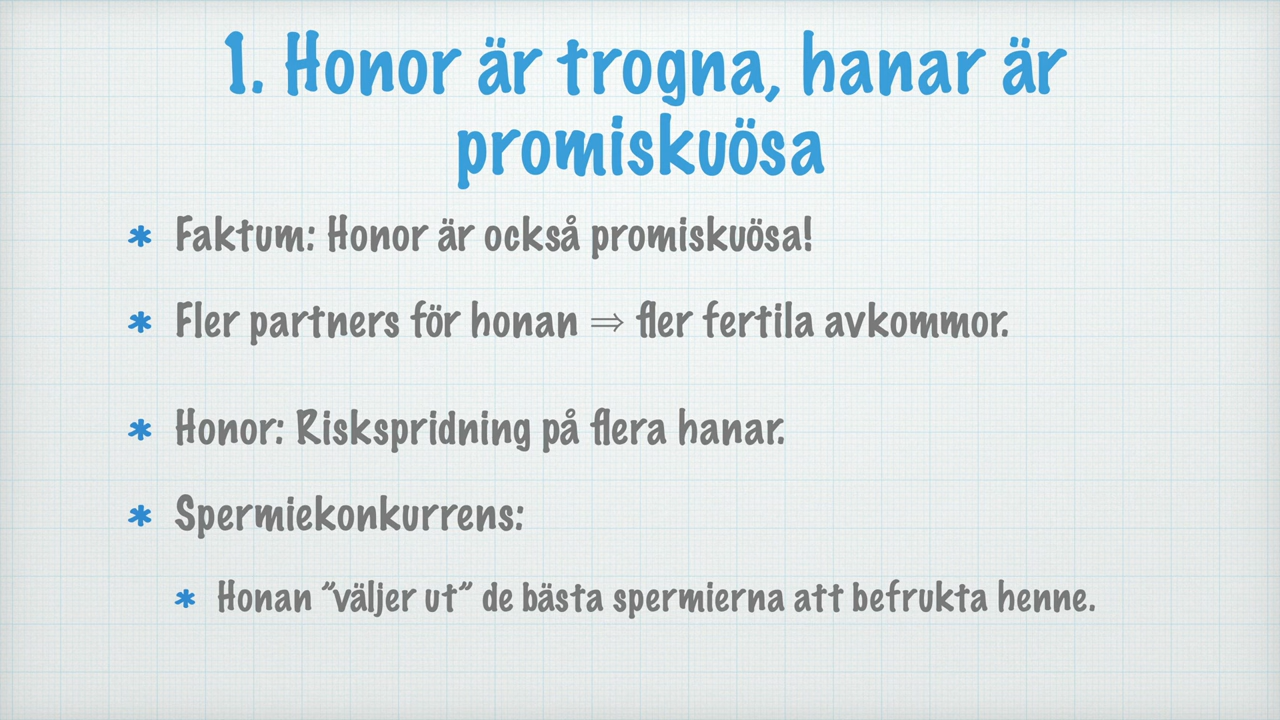 1. Honor är trogna, hanar är
promiskuösa
* Faktum: Honor är också promiskuösa!
* Fler partners för honan ⇒ fler fertila avkommor.
* Honor: Riskspridning på flera hanar.
* Spermiekonkurrens:
* Honan ”väljer ut” de bästa spermierna att befrukta henne.